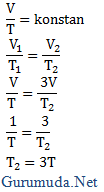 V/T = konstan
V₁/T₁ = V₂/T₂
V/T = 3V/T₂
1/T = 3/T₂
T₂ = 3T
Gurumuda.Net